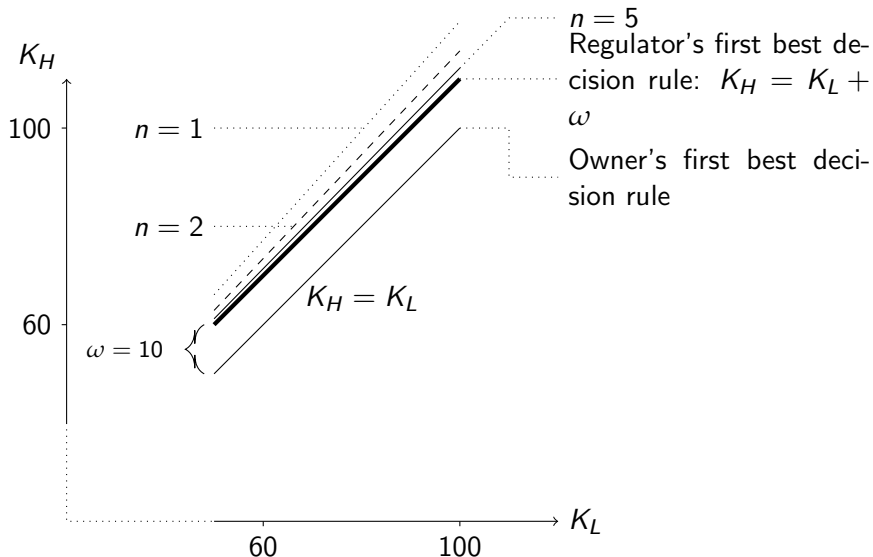 n = 5
K_H
Regulator's first best de-
cision rule: K_H = K_L +
ω
100
n = 1
Owner's first best deci-
sion rule
n = 2
K_H = K_L
60
ω = 10
K_L
60
100